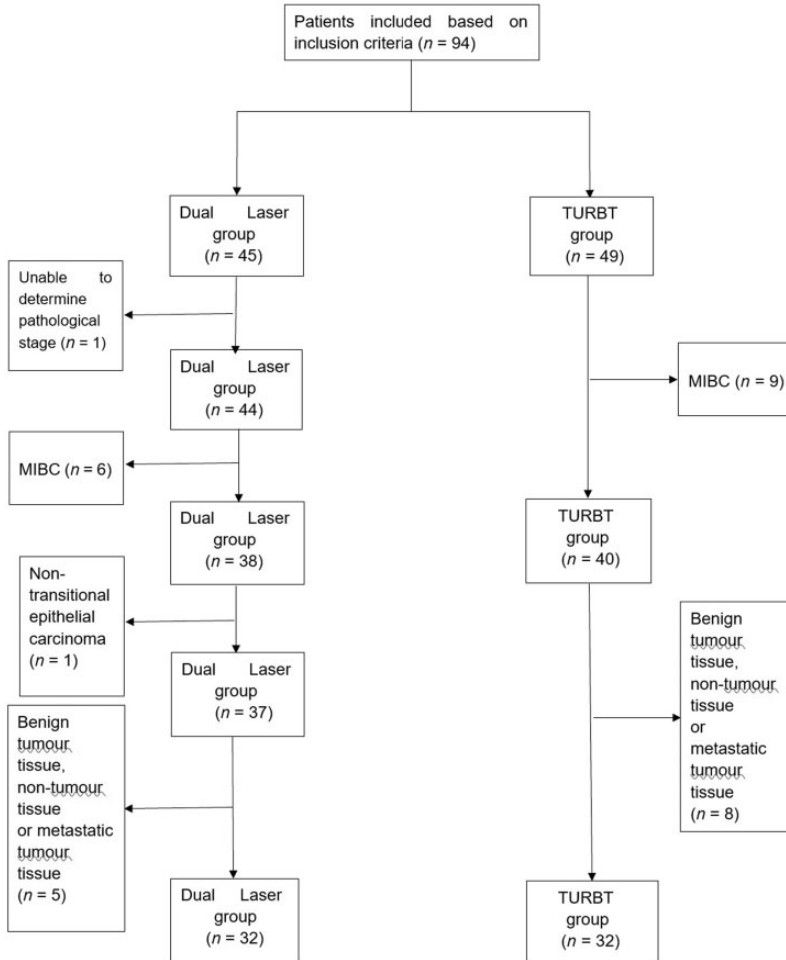 Patients included based on
inclusion criteria (n = 94)
Dual Laser
group
(n = 45)
TURBT
group
(n = 49)
Unable to
determine
pathological
stage (n = 1)
Dual Laser
group
(n = 44)
MIBC (n = 9)
MIBC (n = 6)
Dual Laser
group
(n = 38)
TURBT
group
(n = 40)
Non-
transitional
epithelial
carcinoma
(n = 1)
Dual Laser
group
(n = 37)
Benign
tumour
tissue,
non-tumour
tissue
or
metastatic
tumour
tissue
(n = 8)
Benign
tumour
tissue,
non-tumour
tissue
or metastatic
tumour
tissue
(n = 5)
Dual Laser
group
(n = 32)
TURBT
group
(n = 32)